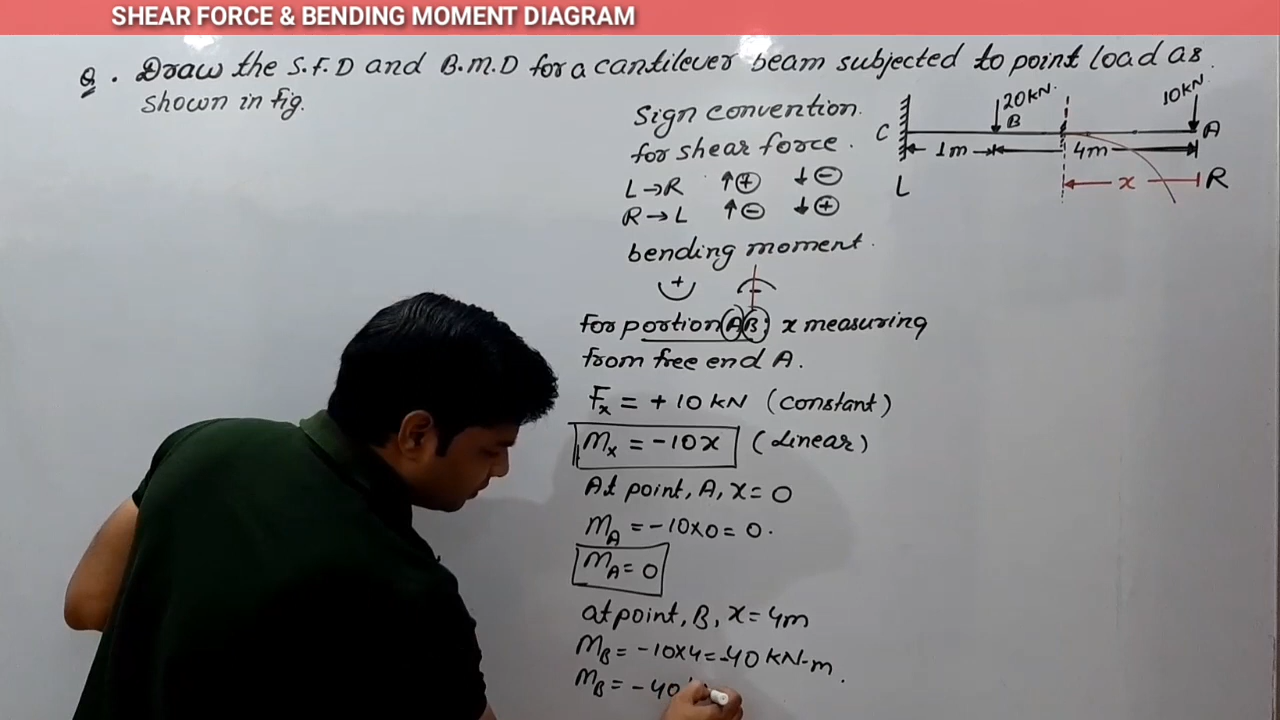 SHEAR FORCE & BENDING MOMENT DIAGRAM
Q. Draw the S.F.D and B.M.D for a cantilever beam subjected to point load as
shown in fig.
Sign convention.
for shear force.
L→R ↑⊕ ↓⊖
R→L ↑⊖ ↓⊕
bending moment.
+ -
20kN.
10kN
C B A
1m 4m
L x R
For portion AB; x measuring
from free end A.
Fx = +10 kN (constant)
Mx = -10x (Linear)
At point, A, x=0
MA = -10×0 = 0.
MA = 0
at point, B, x = 4m
MB = -10×4 = -40 kN-m.
MB = -40